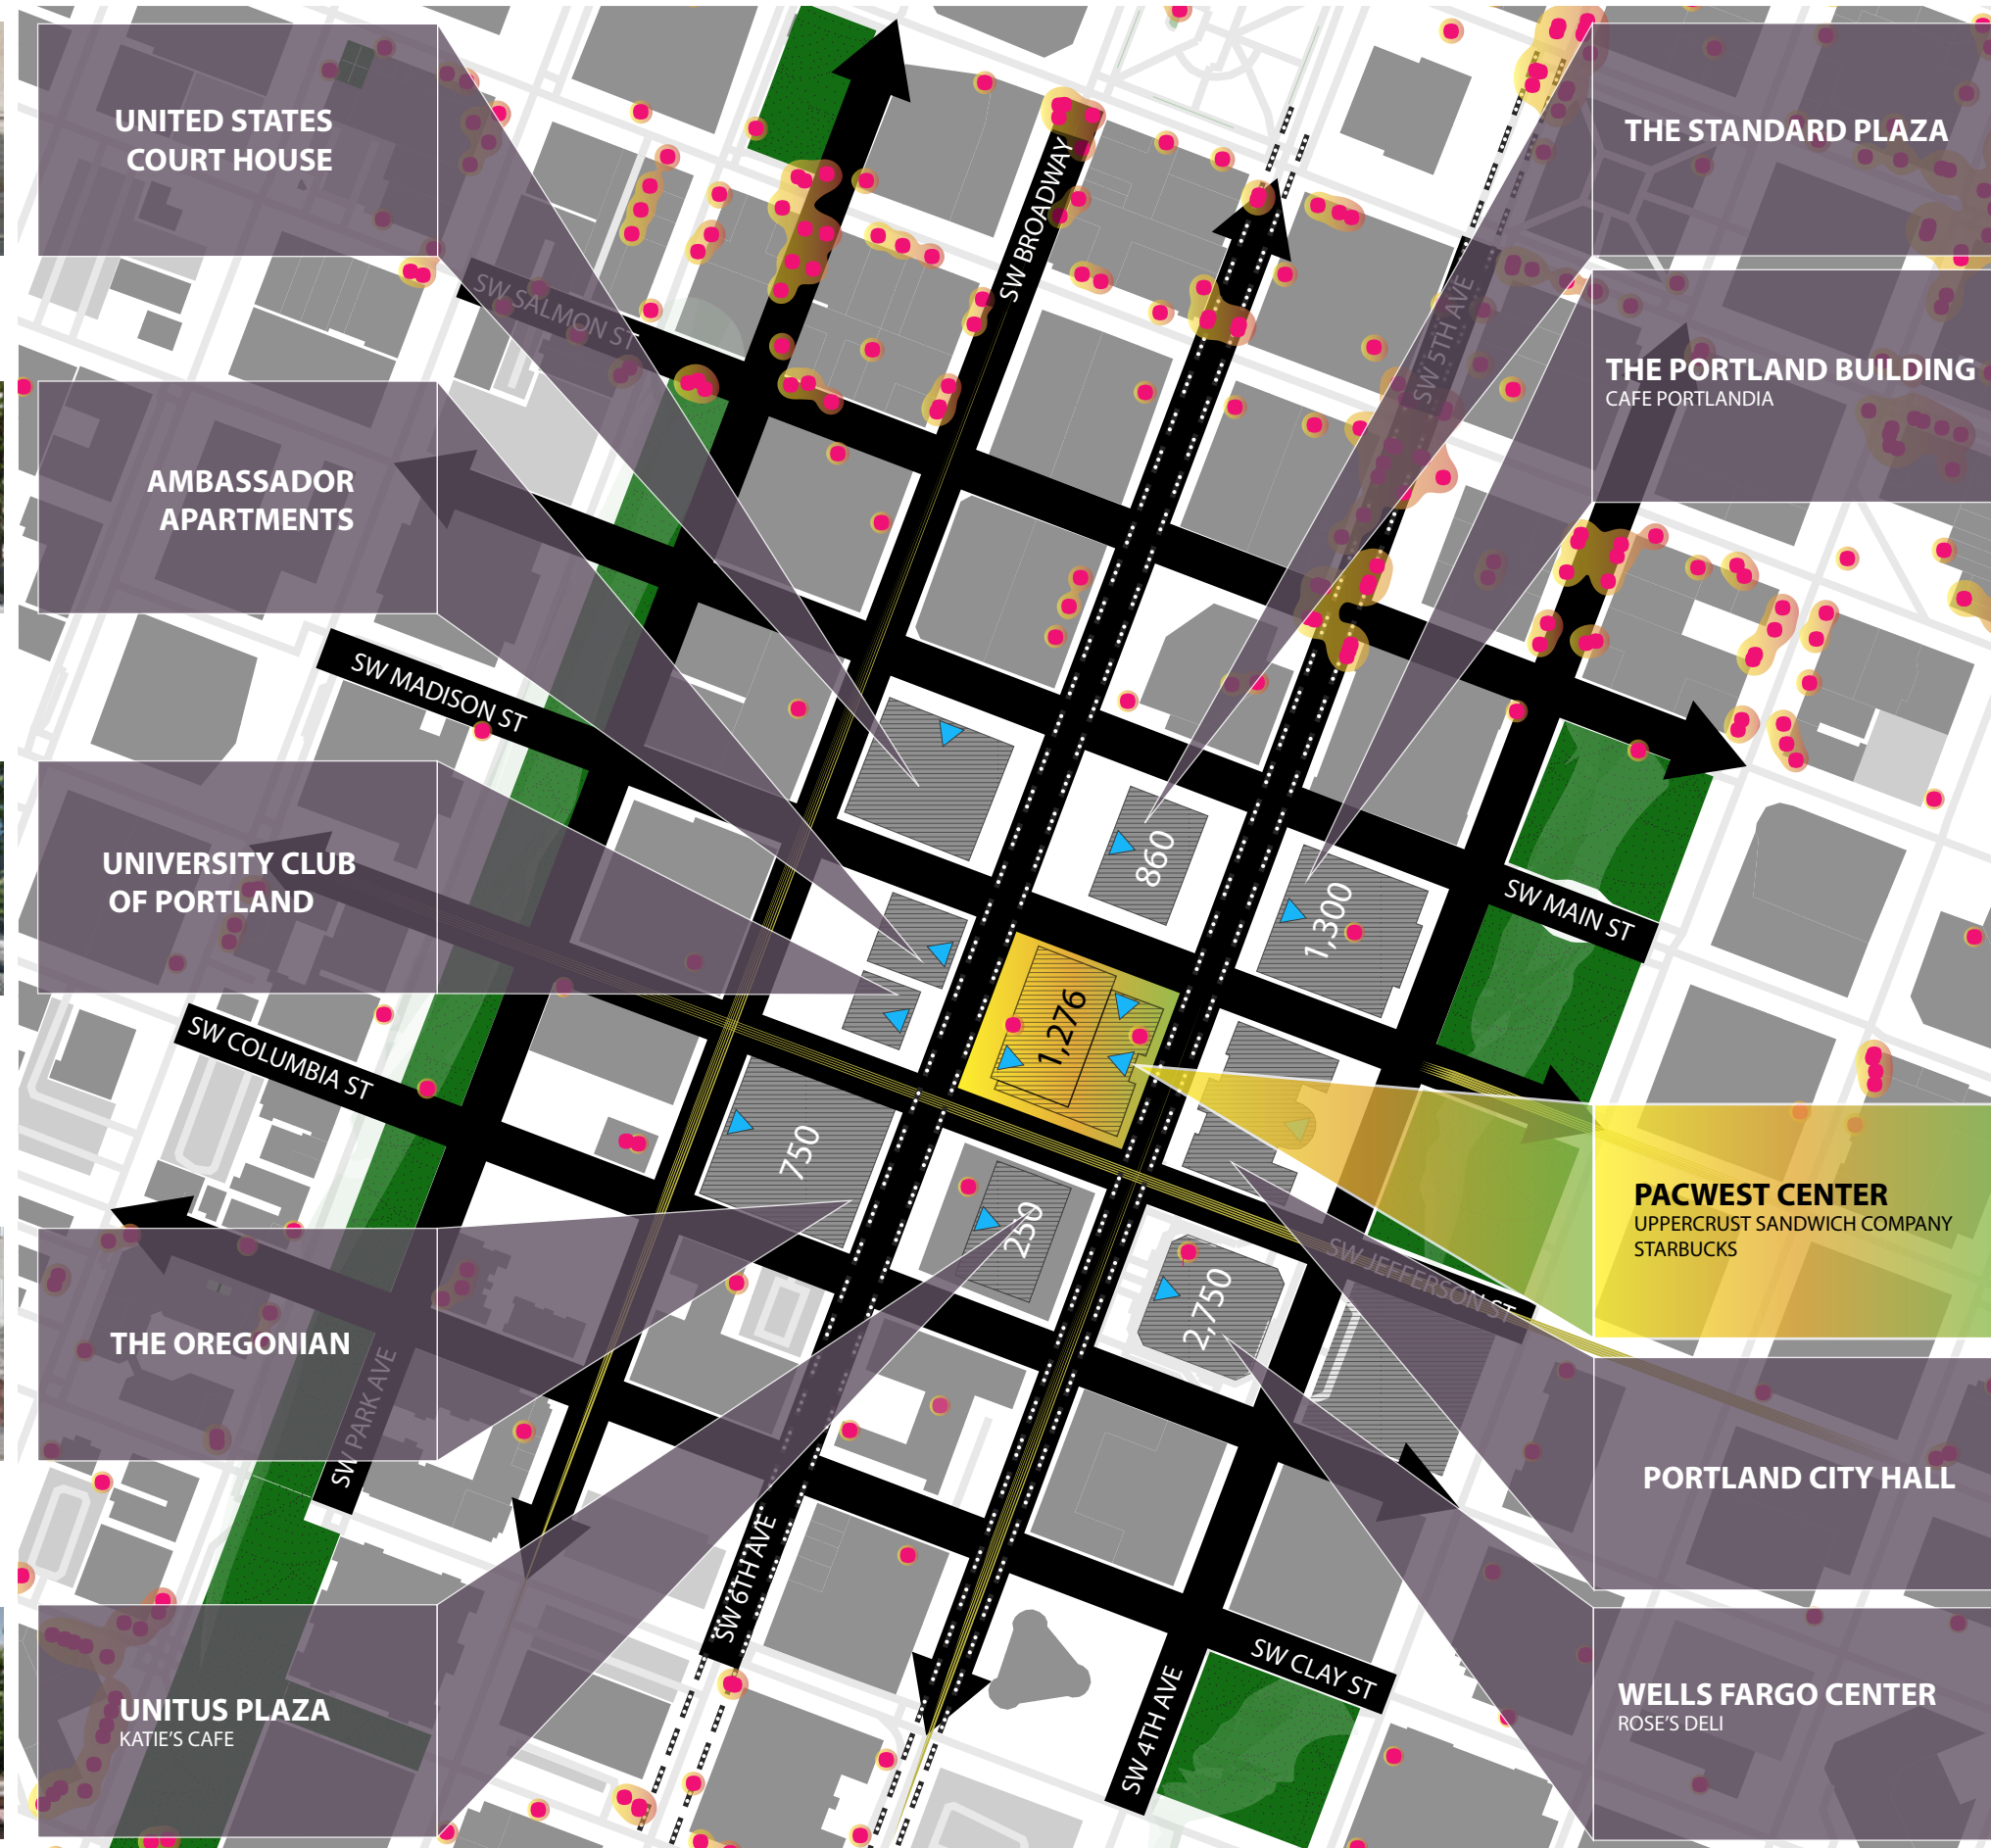 UNITED STATES
COURT HOUSE
THE STANDARD PLAZA
SW BROADWAY
SW SALMON ST
SW 5TH AVE
THE PORTLAND BUILDING
CAFE PORTLANDIA
AMBASSADOR
APARTMENTS
SW MADISON ST
UNIVERSITY CLUB
OF PORTLAND
860
1,300
SW MAIN ST
1,276
SW COLUMBIA ST
750
250
2,750
SW JEFFERSON ST
PACWEST CENTER
UPPERCRUST SANDWICH COMPANY
STARBUCKS
THE OREGONIAN
SW PARK AVE
PORTLAND CITY HALL
SW 6TH AVE
UNITUS PLAZA
KATIE'S CAFE
SW CLAY ST
SW 4TH AVE
WELLS FARGO CENTER
ROSE'S DELI